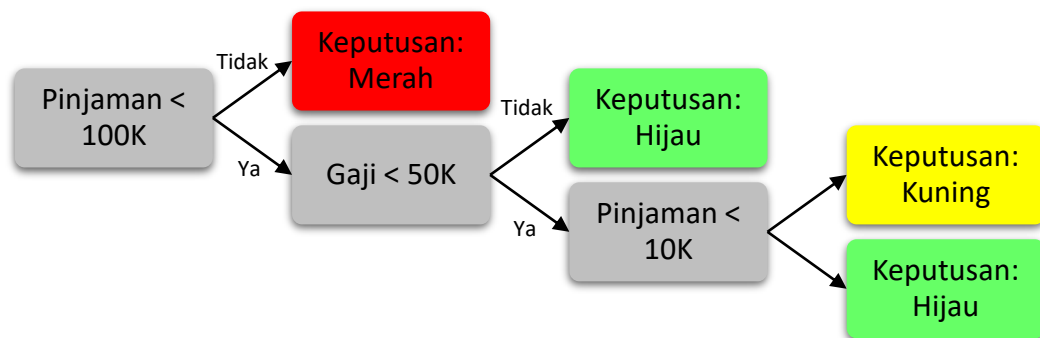 Pinjaman <
100K
Tidak
Ya
Keputusan:
Merah
Gaji < 50K
Tidak
Ya
Keputusan:
Hijau
Pinjaman <
10K
Keputusan:
Kuning
Keputusan:
Hijau